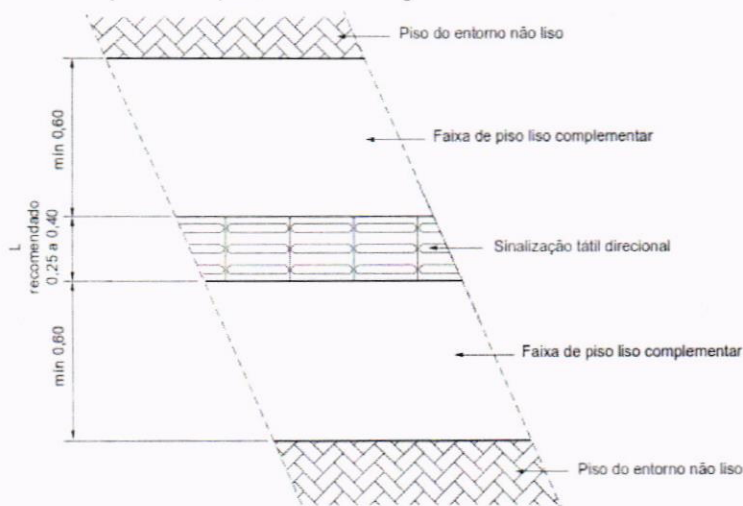 Piso do entorno não liso
min 0,60
Faixa de piso liso complementar
L
recomendado
0,25 a 0,40
Sinalização tátil direcional
min 0,60
Faixa de piso liso complementar
Piso do entorno não liso